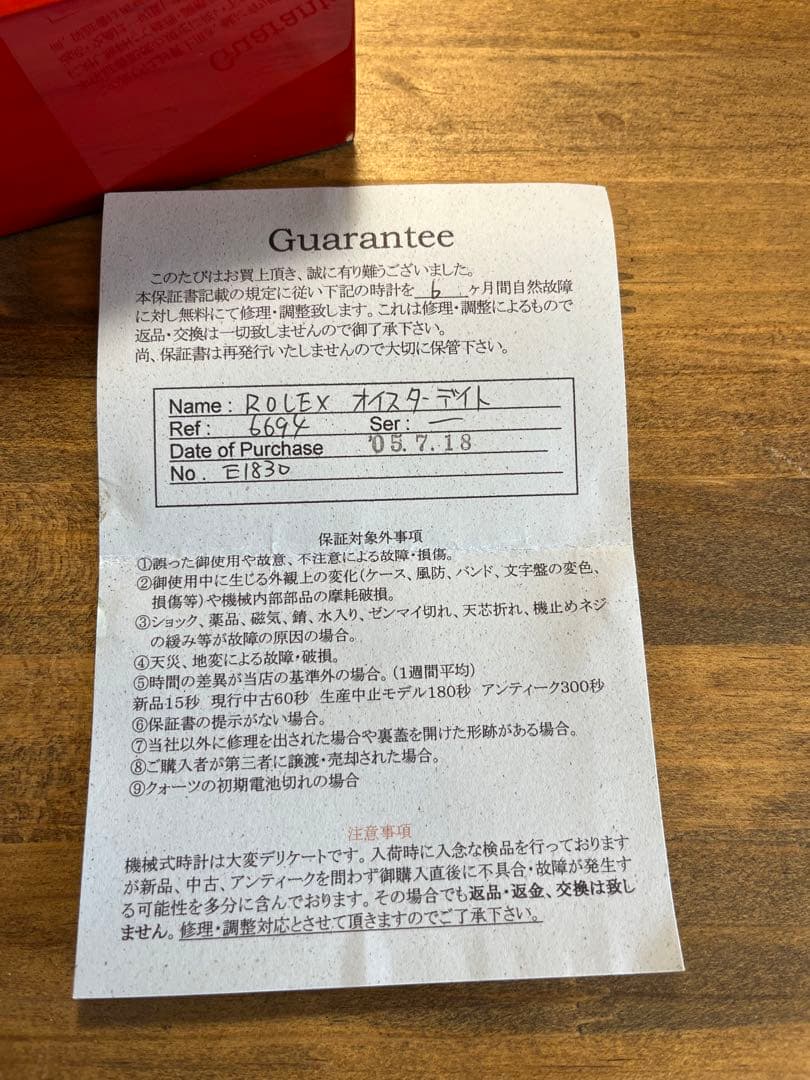 Guarantee
Guarantee
このたびはお買上頂き、誠に有り難うございました。
本保証書記載の規定に従い下記の時計を 6 ヶ月間自然故障
に対し無料にて修理・調整致します。これは修理・調整によるもので
返品・交換は一切致しませんので御了承下さい。
尚、保証書は再発行いたしませんので大切に保管下さい。
Name : ROLEX オイスターデイト
Ref : 6694 Ser : —
Date of Purchase '05.7.18
No. E1830
保証対象外事項
①誤った御使用や故意、不注意による故障・損傷。
②御使用中に生じる外観上の変化(ケース、風防、バンド、文字盤の変色、
損傷等)や機械内部部品の摩耗破損。
③ショック、薬品、磁気、錆、水入り、ゼンマイ切れ、天芯折れ、機止めネジ
の緩み等が故障の原因の場合。
④天災、地変による故障・破損。
⑤時間の差異が当店の基準外の場合。(1週間平均)
新品15秒 現行中古60秒 生産中止モデル180秒 アンティーク300秒
⑥保証書の提示がない場合。
⑦当社以外に修理を出された場合や裏蓋を開けた形跡がある場合。
⑧ご購入者が第三者に譲渡・売却された場合。
⑨クォーツの初期電池切れの場合
注意事項
機械式時計は大変デリケートです。入荷時に入念な検品を行っております
が新品、中古、アンティークを問わず御購入直後に不具合・故障が発生す
る可能性を多分に含んでおります。その場合でも返品・返金、交換は致し
ません。修理・調整対応とさせて頂きますのでご了承下さい。